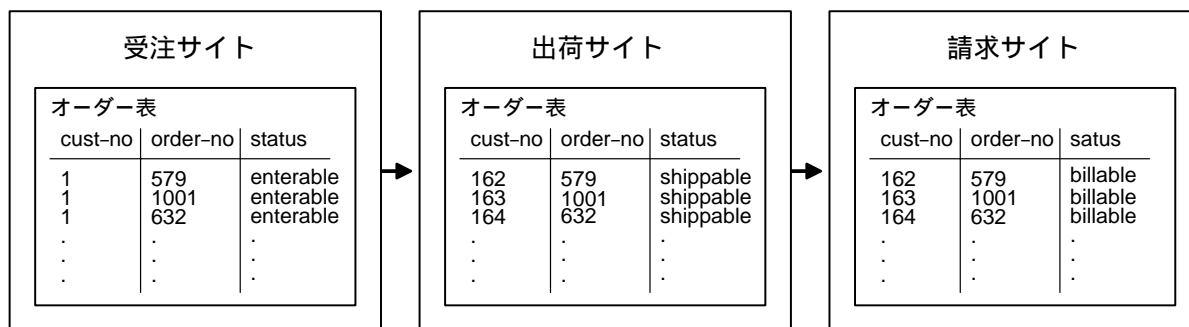 受注サイト
オーダー表
cust–no order–no status
1 579 enterable
1 1001 enterable
1 632 enterable
. . .
. . .
. . .
出荷サイト
オーダー表
cust–no order–no status
162 579 shippable
163 1001 shippable
164 632 shippable
. . .
. . .
. . .
請求サイト
オーダー表
cust–no order–no satus
162 579 billable
163 1001 billable
164 632 billable
. . .
. . .
. . .